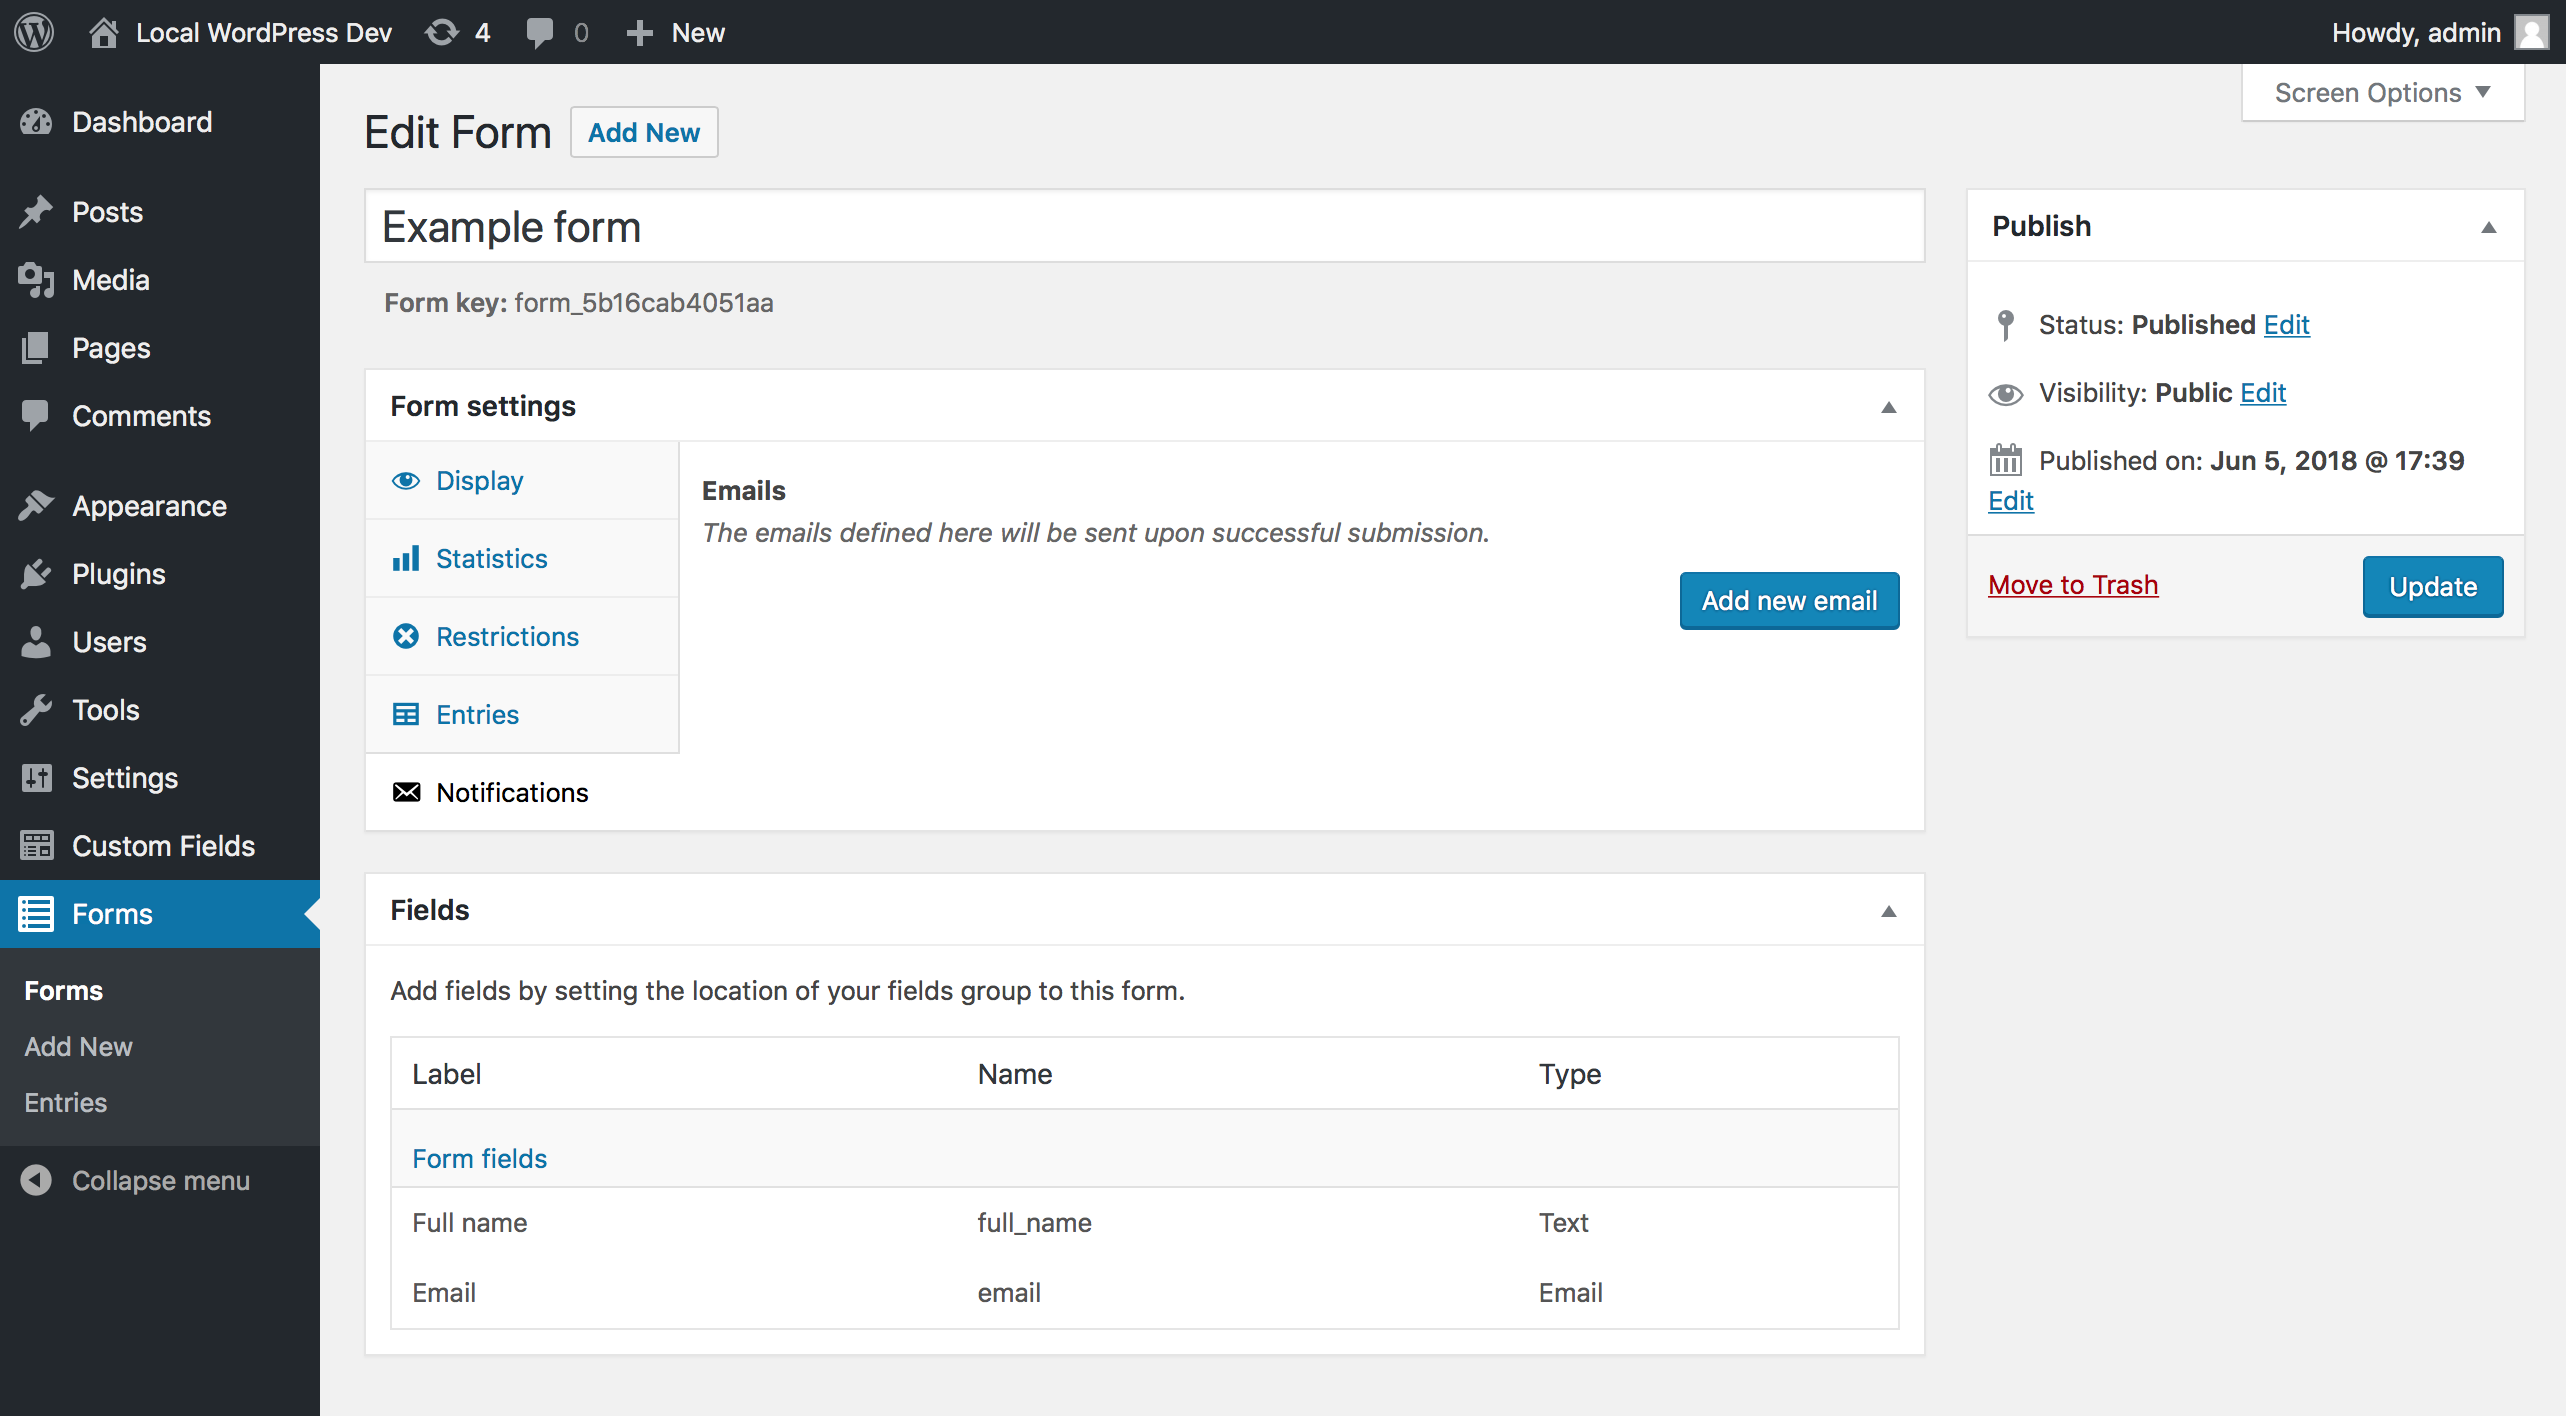 Local WordPress Dev 4 0 New Howdy, admin
Screen Options
Dashboard
Posts
Media
Pages
Comments
Appearance
Plugins
Users
Tools
Settings
Custom Fields
Forms
Forms
Add New
Entries
Collapse menu
Edit Form Add New
Example form
Form key: form_5b16cab4051aa
Form settings
Display
Statistics
Restrictions
Entries
Notifications
Emails
The emails defined here will be sent upon successful submission.
Add new email
Fields
Add fields by setting the location of your fields group to this form.
Label Name Type
Form fields
Full name full_name Text
Email email Email
Publish
Status: Published Edit
Visibility: Public Edit
Published on: Jun 5, 2018 @ 17:39
Edit
Move to Trash Update